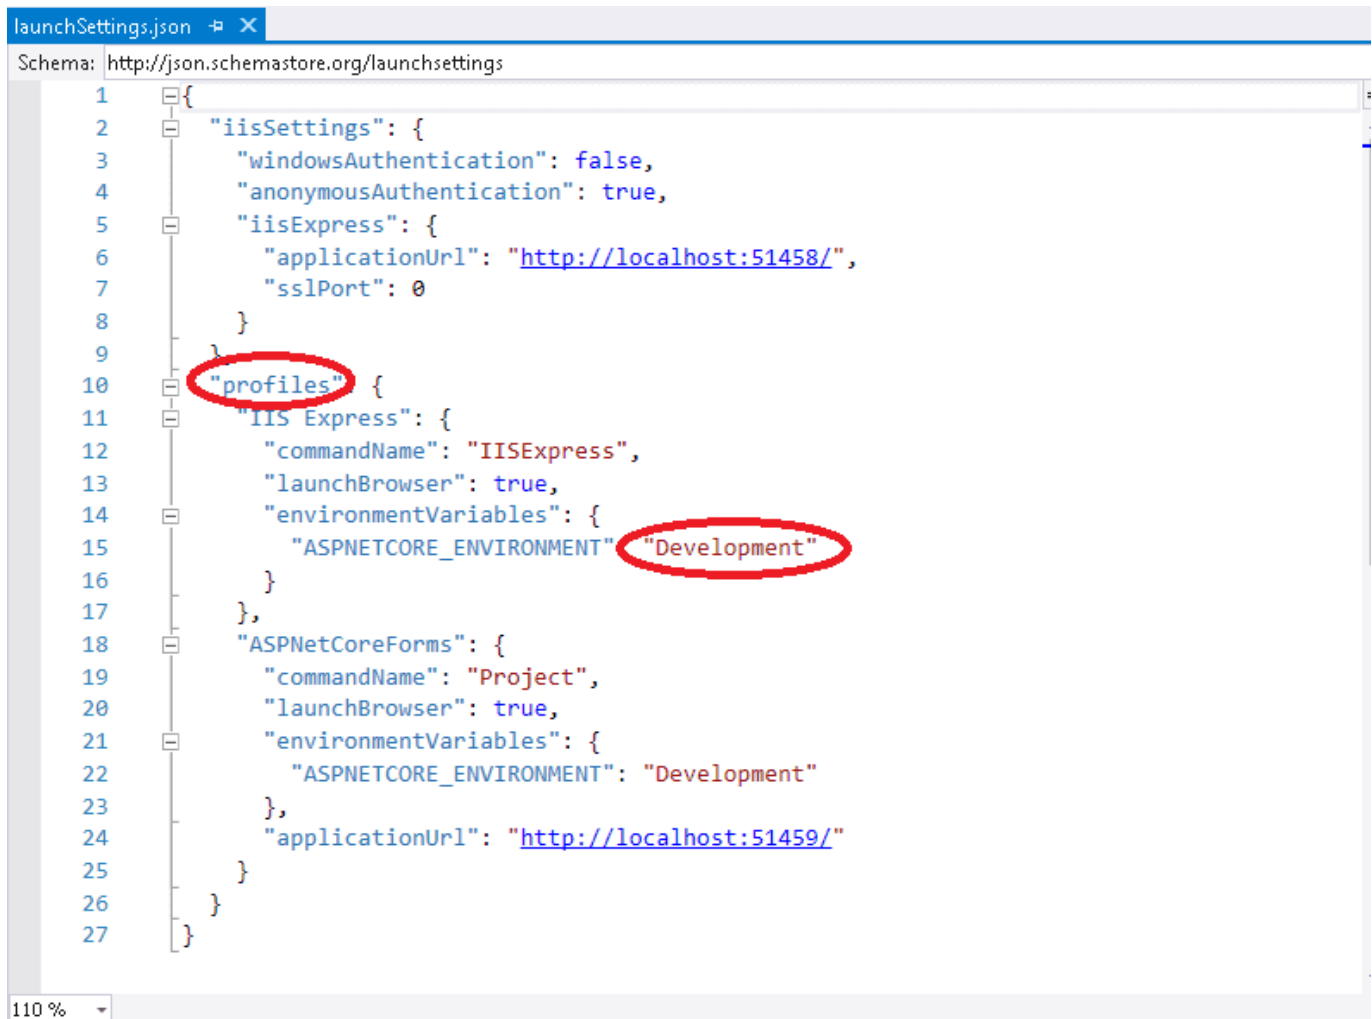 launchSettings.json
Schema: http://json.schemastore.org/launchsettings
1 {
2 "iisSettings": {
3 "windowsAuthentication": false,
4 "anonymousAuthentication": true,
5 "iisExpress": {
6 "applicationUrl": "http://localhost:51458/",
7 "sslPort": 0
8 }
9 }
10 "profiles" {
11 "IIS Express": {
12 "commandName": "IISExpress",
13 "launchBrowser": true,
14 "environmentVariables": {
15 "ASPNETCORE_ENVIRONMENT" "Development"
16 }
17 },
18 "ASPNetCoreForms": {
19 "commandName": "Project",
20 "launchBrowser": true,
21 "environmentVariables": {
22 "ASPNETCORE_ENVIRONMENT": "Development"
23 },
24 "applicationUrl": "http://localhost:51459/"
25 }
26 }
27 }
110 %